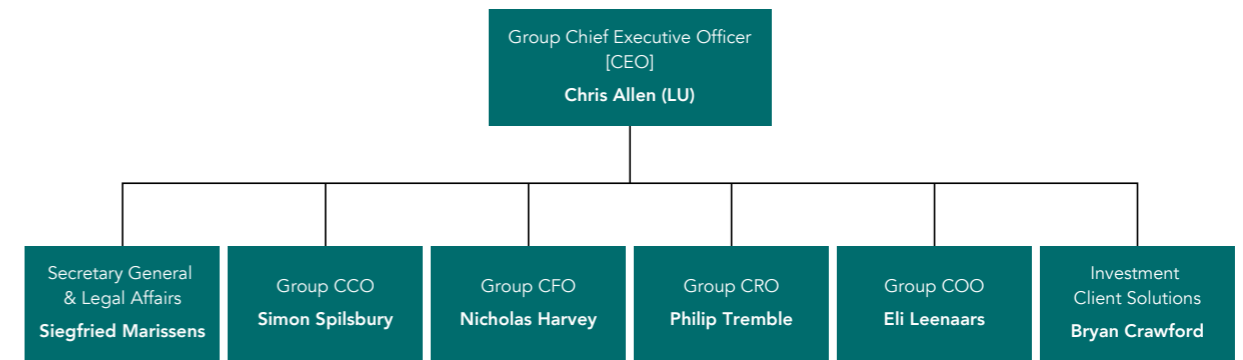 Group Chief Executive Officer
[CEO]
Chris Allen (LU)
Secretary General
& Legal Affairs
Siegfried Marissens
Group CCO
Simon Spilsbury
Group CFO
Nicholas Harvey
Group CRO
Philip Tremble
Group COO
Eli Leenaars
Investment
Client Solutions
Bryan Crawford